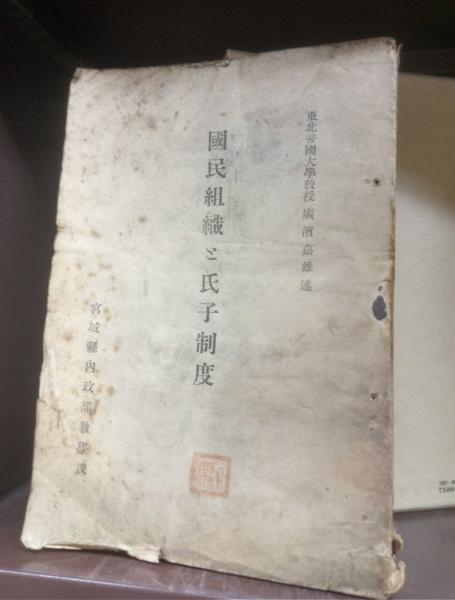 東北帝國大學教授 廣濱嘉雄述
國民組織と氏子制度
宮城縣内政部教學課